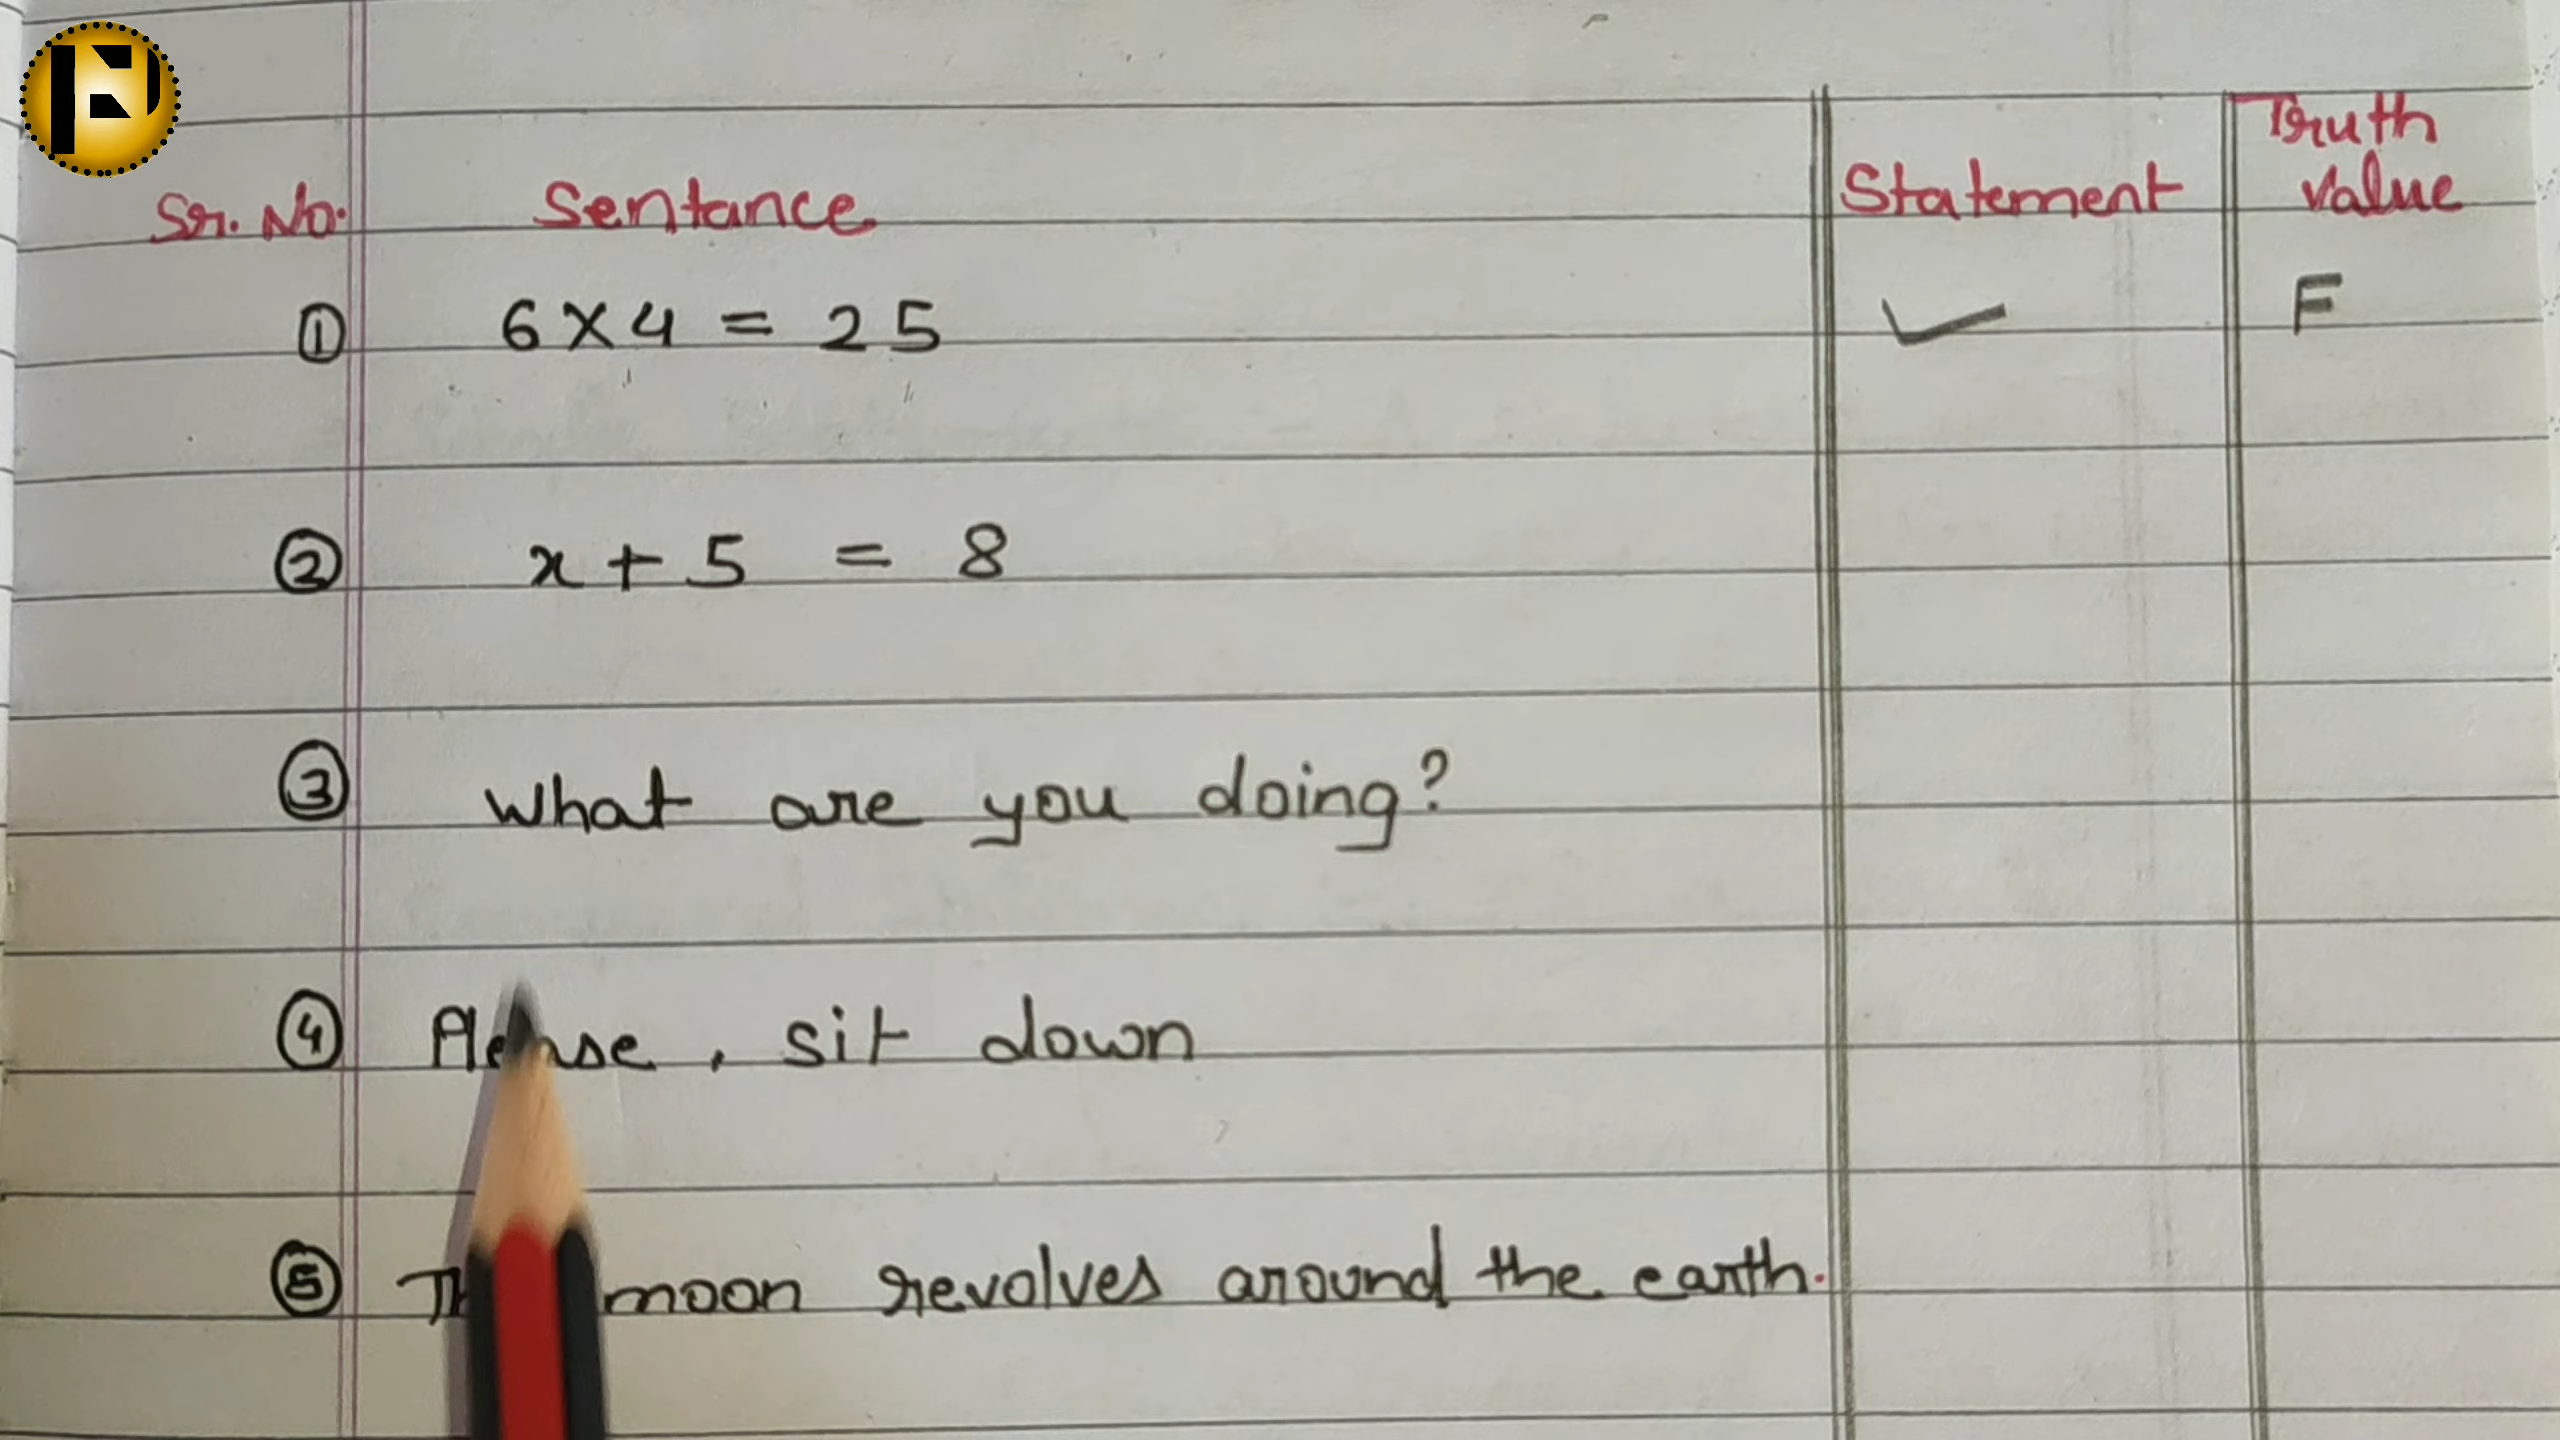 Truth
Sr. No. Sentance Statement Value
① 6 × 4 = 25 ✓ F
② x + 5 = 8
③ What are you doing?
④ Please, sit down
⑤ moon revolves around the earth.